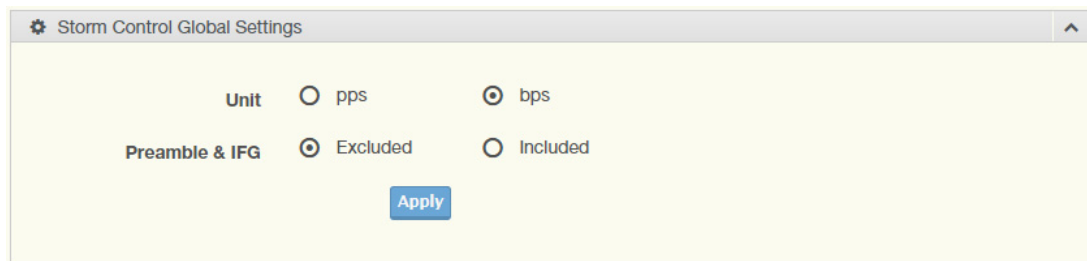 Storm Control Global Settings
Unit pps bps
Preamble & IFG Excluded Included
Apply